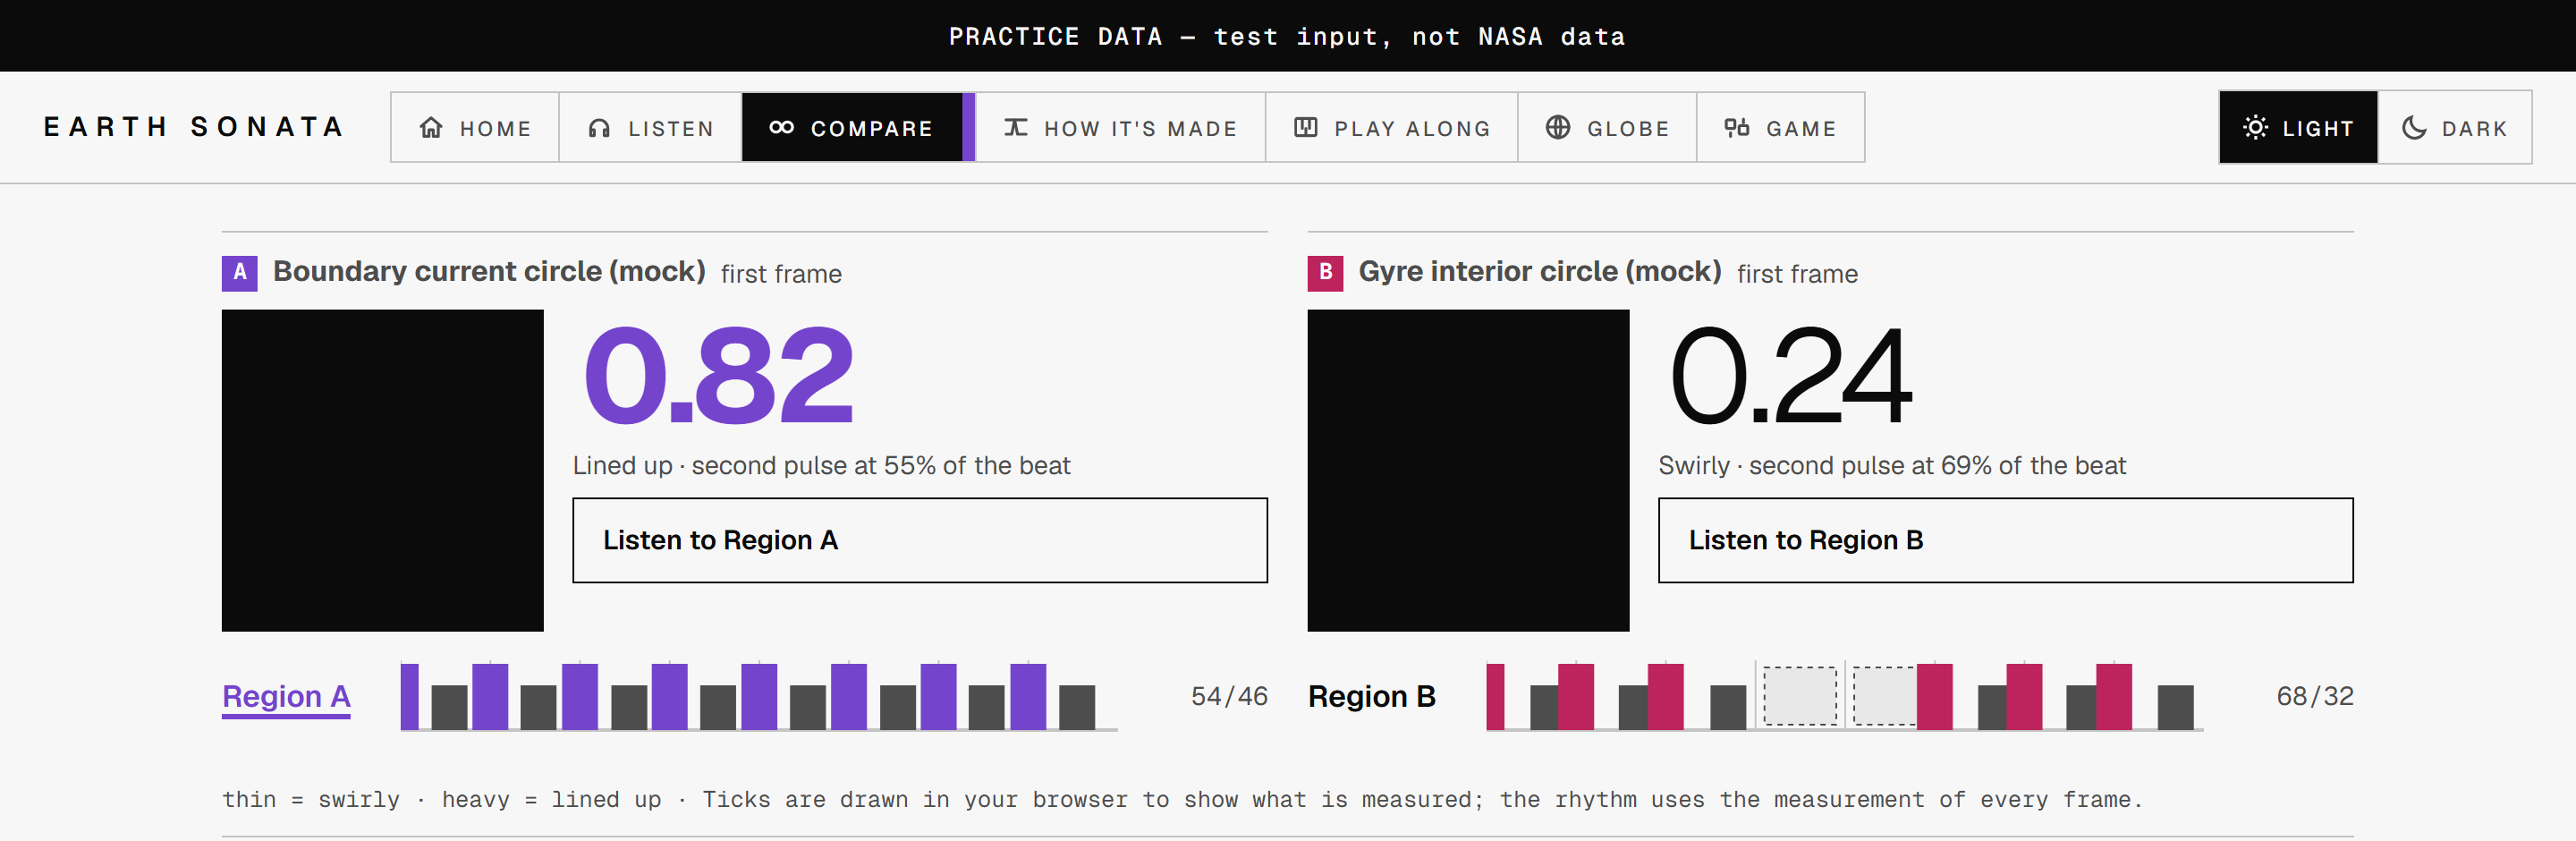 PRACTICE DATA — test input, not NASA data
EARTH SONATA
HOME
LISTEN
COMPARE
HOW IT'S MADE
PLAY ALONG
GLOBE
GAME
LIGHT
DARK
A Boundary current circle (mock) first frame
0.82
Lined up · second pulse at 55% of the beat
Listen to Region A
Region A
54/46
B Gyre interior circle (mock) first frame
0.24
Swirly · second pulse at 69% of the beat
Listen to Region B
Region B
68/32
thin = swirly · heavy = lined up · Ticks are drawn in your browser to show what is measured; the rhythm uses the measurement of every frame.